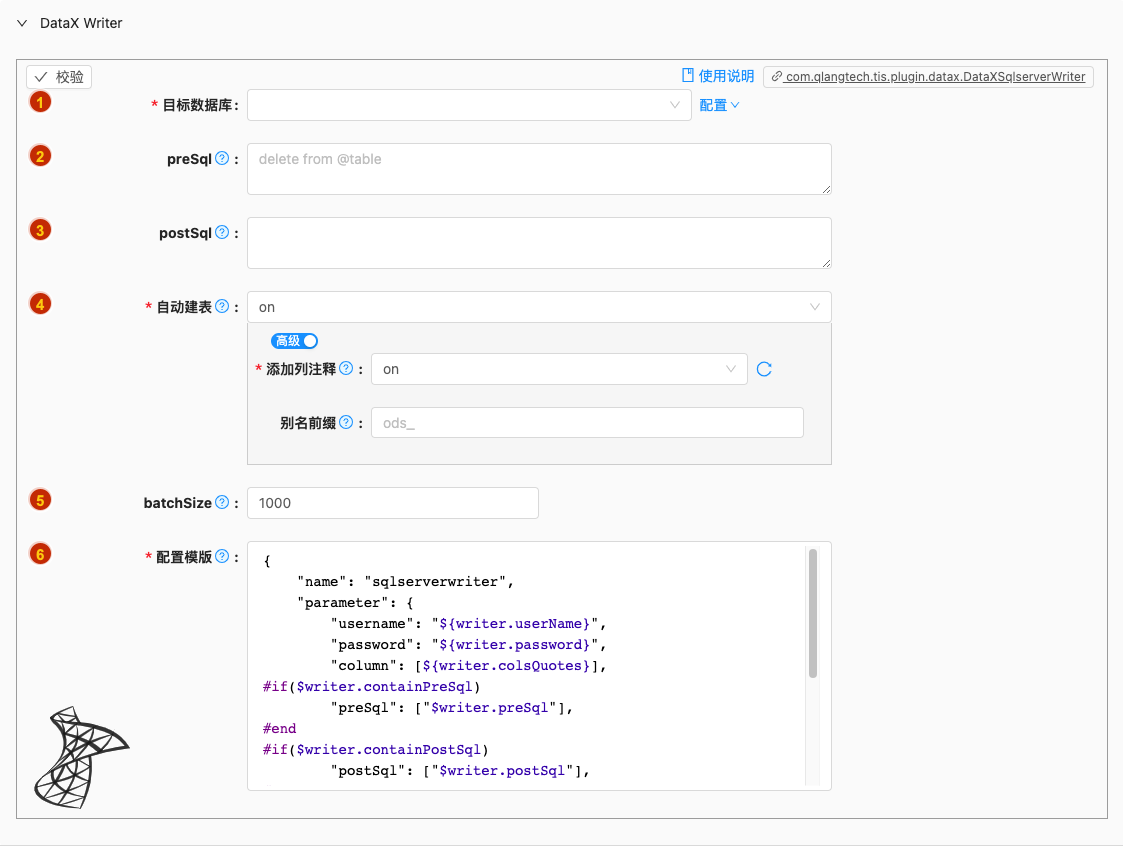 DataX Writer
校验
使用说明 com.qlangtech.tis.plugin.datax.DataXSqlserverWriter
1 * 目标数据库: 配置
2 preSql ? : delete from @table
3 postSql ? :
4 * 自动建表 ? : on
高级
* 添加列注释 ? : on
别名前缀 ? : ods_
5 batchSize ? : 1000
6 * 配置模版 ? : {
"name": "sqlserverwriter",
"parameter": {
"username": "${writer.userName}",
"password": "${writer.password}",
"column": [${writer.colsQuotes}],
#if($writer.containPreSql)
"preSql": ["$writer.preSql"],
#end
#if($writer.containPostSql)
"postSql": ["$writer.postSql"],